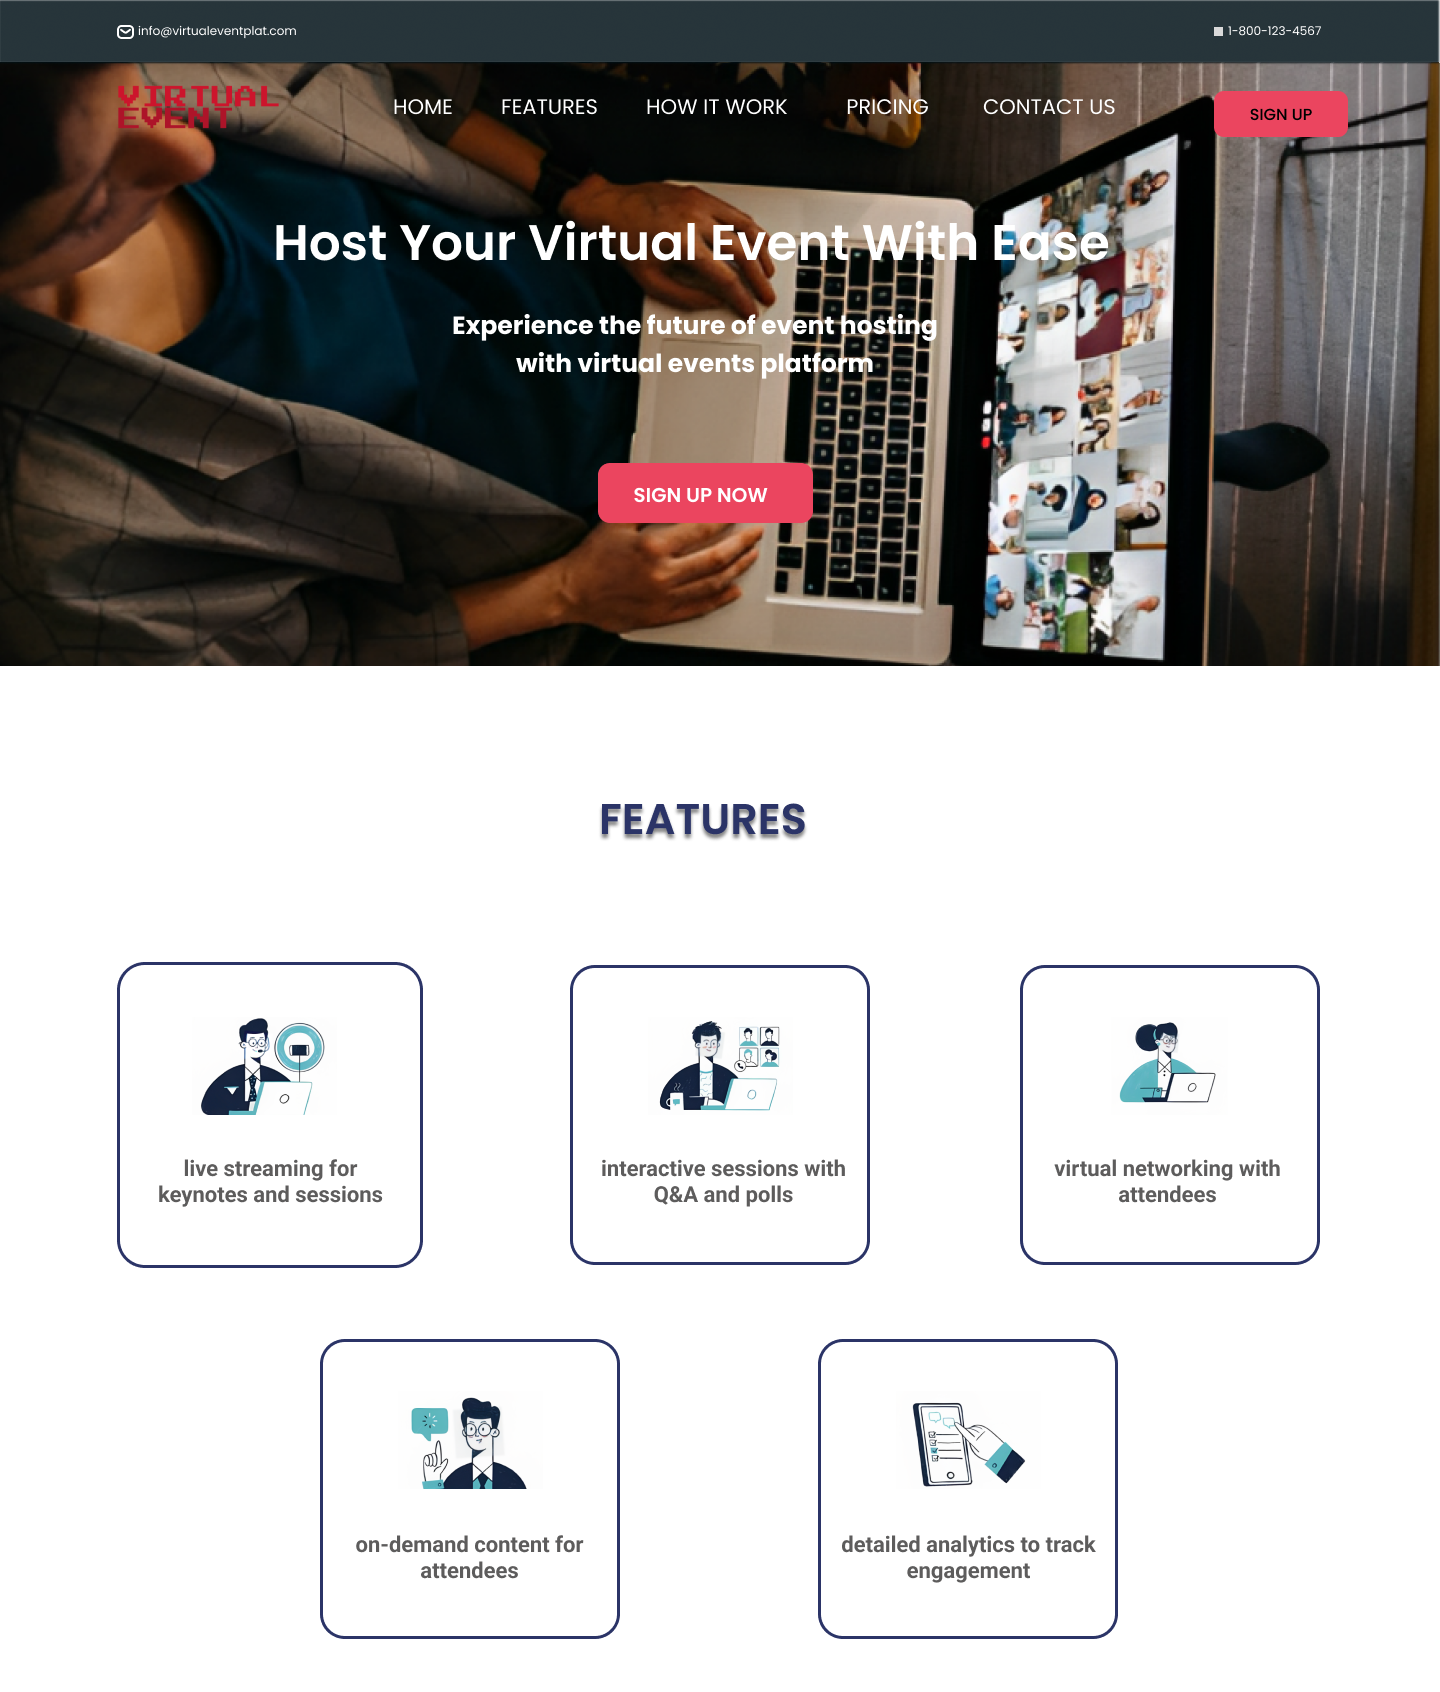 info@virtualeventplat.com
1-800-123-4567
VIRTUAL
EVENT
HOME
FEATURES
HOW IT WORK
PRICING
CONTACT US
SIGN UP
Host Your Virtual Event With Ease
Experience the future of event hosting
with virtual events platform
SIGN UP NOW
FEATURES
live streaming for
keynotes and sessions
interactive sessions with
Q&A and polls
virtual networking with
attendees
on-demand content for
attendees
detailed analytics to track
engagement